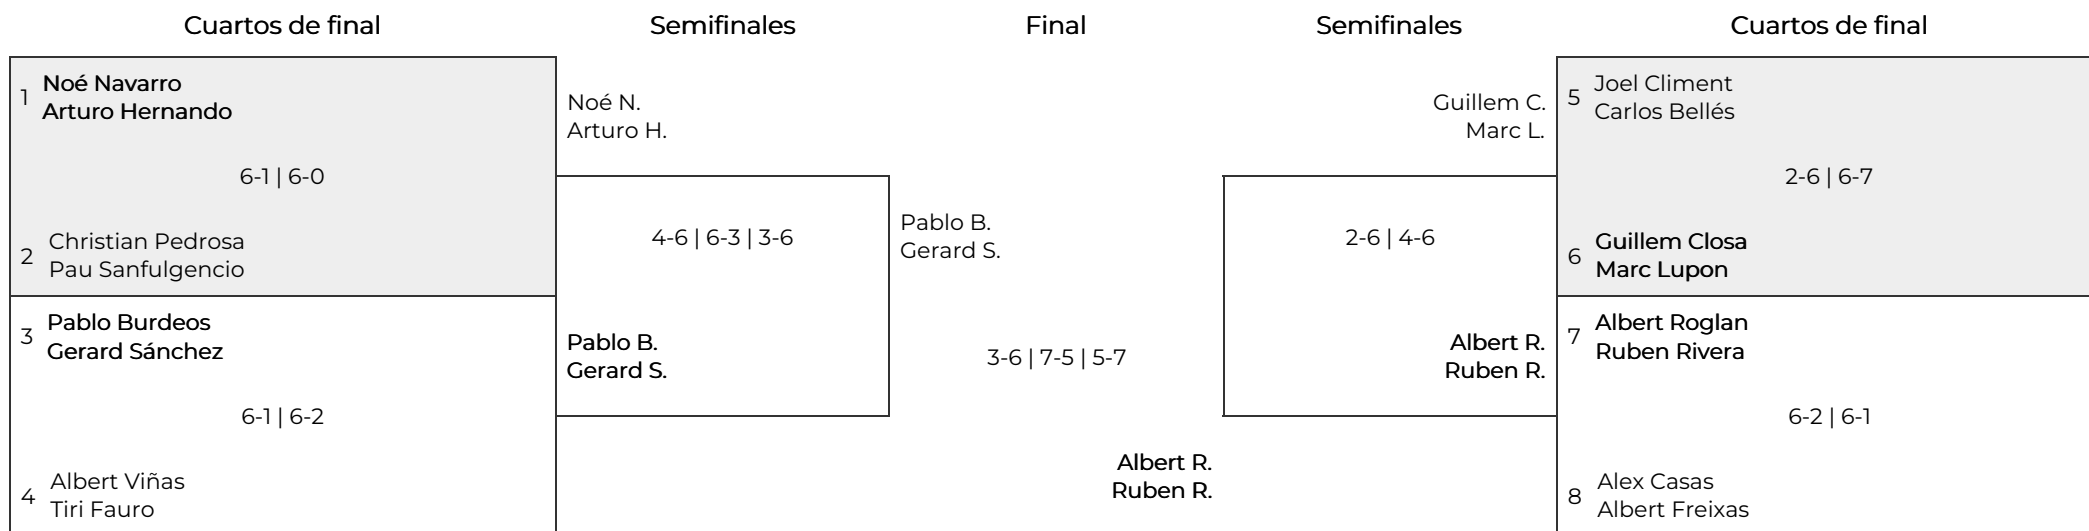 Cuartos de final
Semifinales
Final
Semifinales
Cuartos de final
1
Noé Navarro
Arturo Hernando
6-1 | 6-0
2
Christian Pedrosa
Pau Sanfulgencio
3
Pablo Burdeos
Gerard Sánchez
6-1 | 6-2
4
Albert Viñas
Tiri Fauro
Noé N.
Arturo H.
4-6 | 6-3 | 3-6
Pablo B.
Gerard S.
Pablo B.
Gerard S.
3-6 | 7-5 | 5-7
Albert R.
Ruben R.
Guillem C.
Marc L.
2-6 | 4-6
Albert R.
Ruben R.
5
Joel Climent
Carlos Bellés
2-6 | 6-7
6
Guillem Closa
Marc Lupon
7
Albert Roglan
Ruben Rivera
6-2 | 6-1
8
Alex Casas
Albert Freixas